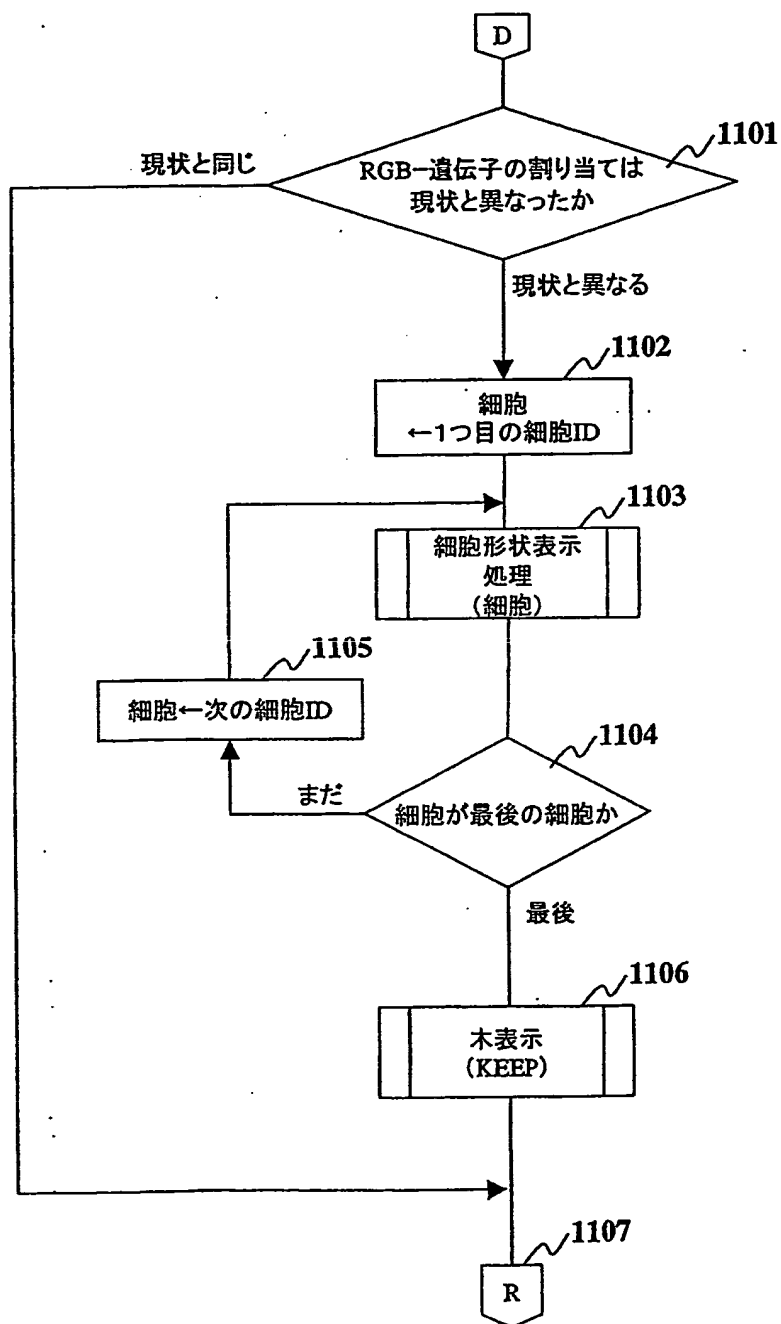 D
1101
現状と同じ
RGBー遺伝子の割り当ては
現状と異なったか
現状と異なる
1102
細胞
←1つ目の細胞ID
1103
細胞形状表示
処理
(細胞)
1105
細胞←次の細胞ID
1104
まだ
細胞が最後の細胞か
最後
1106
木表示
(KEEP)
1107
R